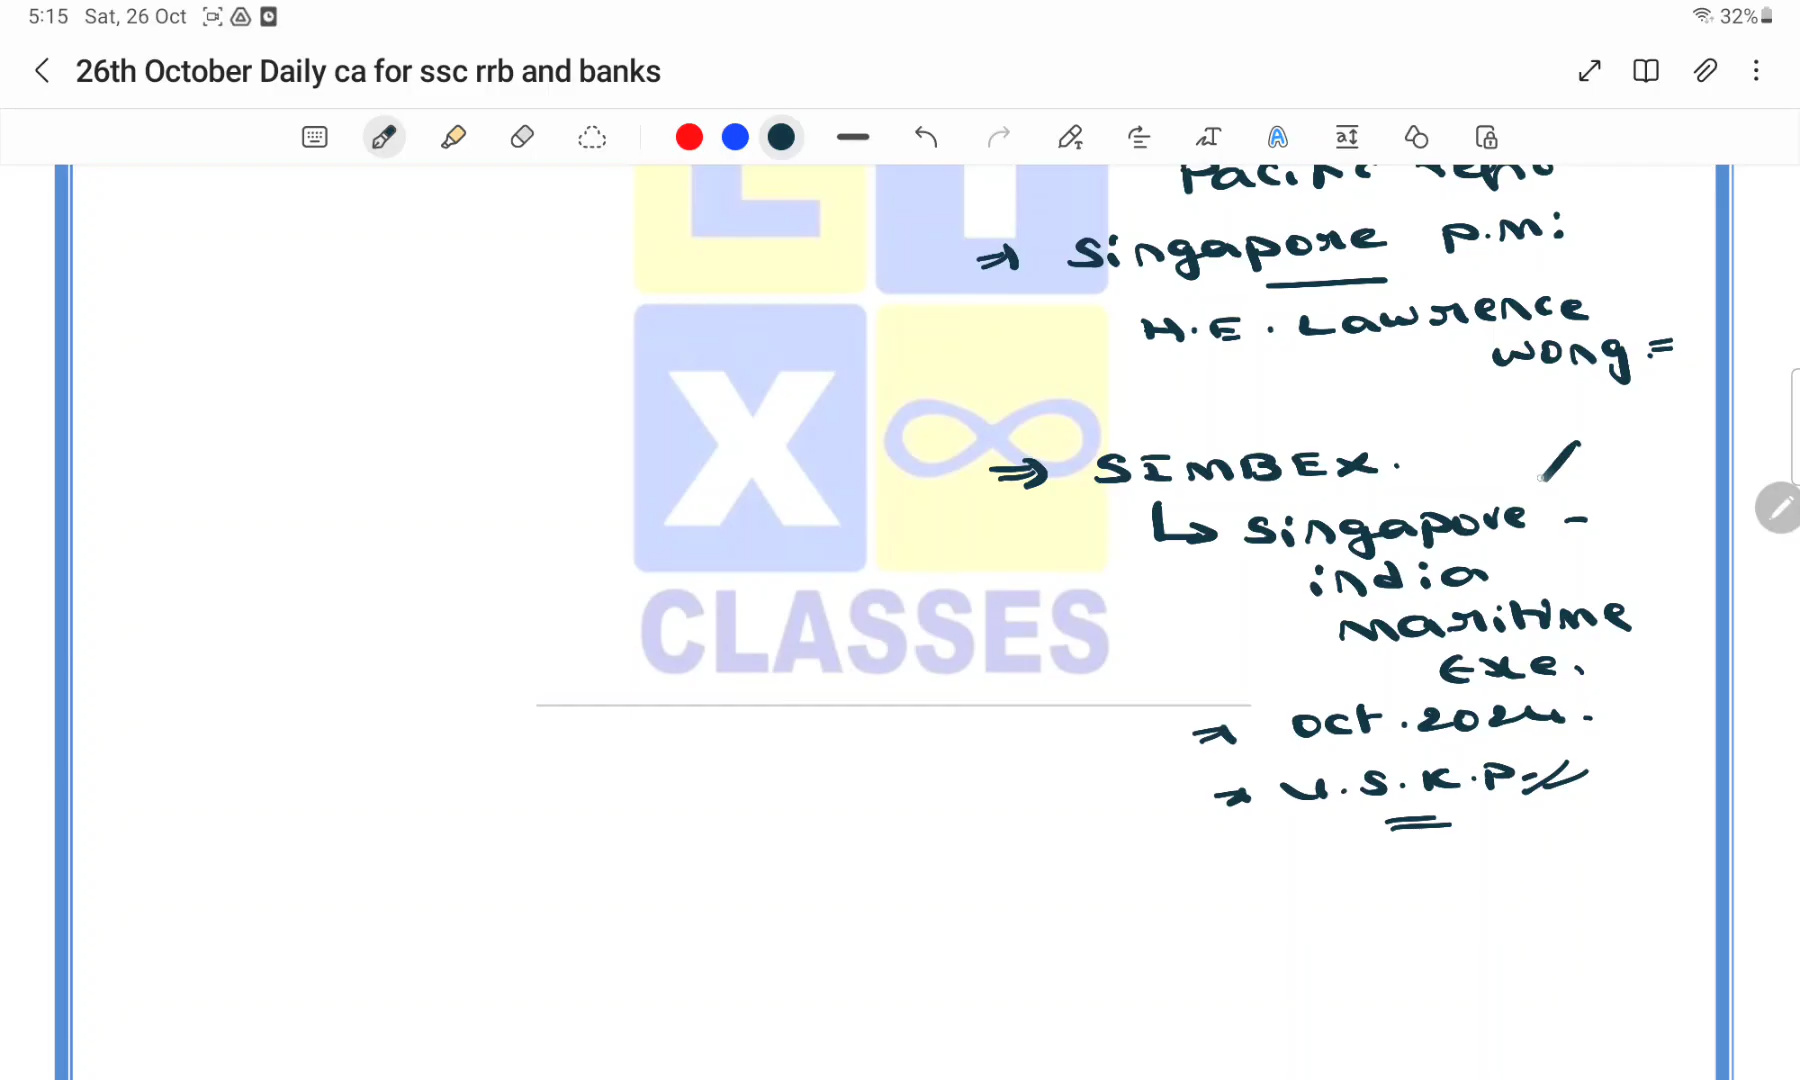 5:15 Sat, 26 Oct
32%
26th October Daily ca for ssc rrb and banks
L I
⇒ Singapore P.M:
H.E. Lawrence
Wong =
X ∞
CLASSES
⇒ SIMBEX.
↳ Singapore -
india
maritime
Exe.
⇒ Oct. 2024.
→ V.S.K.P